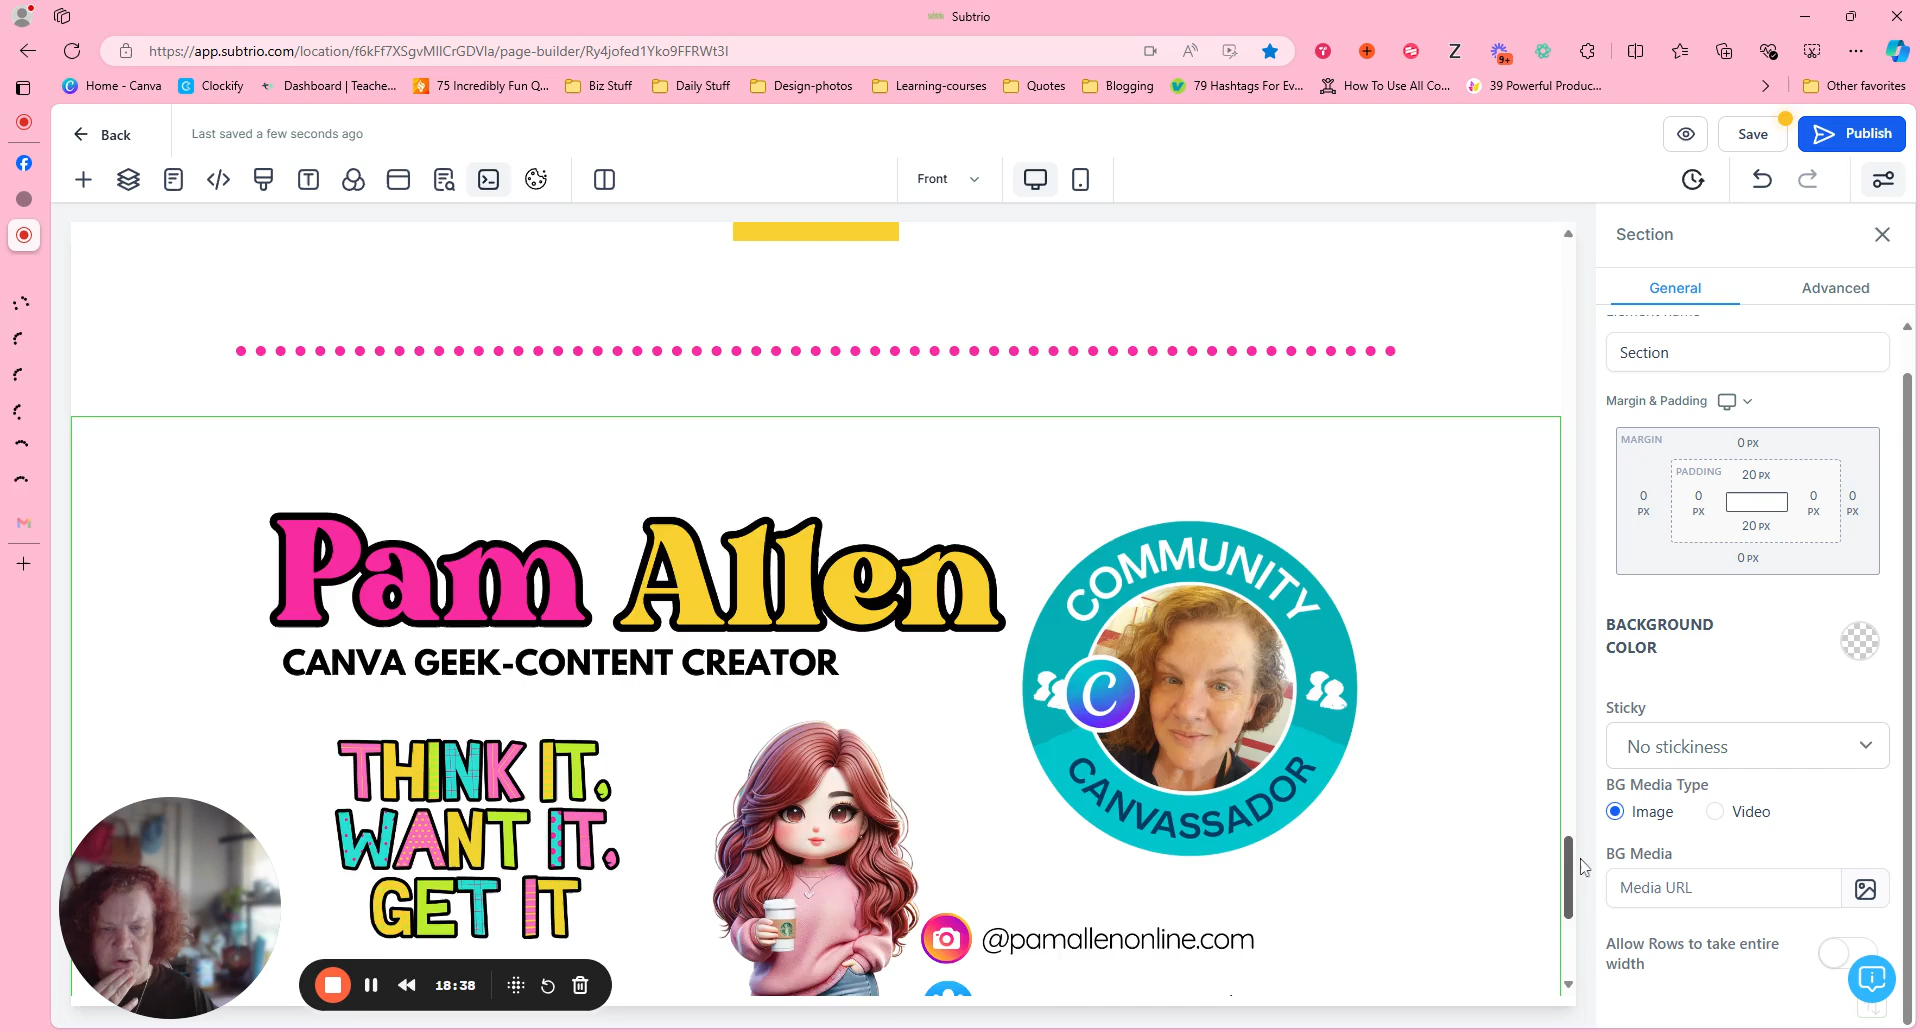 Subtrio
https://app.subtrio.com/location/f6kFf7XSgvMIlCrGDVla/page-builder/Ry4jofed1Yko9FFRWt3l
9+
Home - Canva
Clockify
Dashboard | Teache...
75 Incredibly Fun Q...
Biz Stuff
Daily Stuff
Design-photos
Learning-courses
Quotes
Blogging
79 Hashtags For Ev...
How To Use All Co...
39 Powerful Produc...
Other favorites
Back
Last saved a few seconds ago
Save
Publish
Front
Section
General
Advanced
Section
Margin & Padding
MARGIN
0 PX
PADDING
20 PX
0 PX
0 PX
0 PX
0 PX
20 PX
0 PX
BACKGROUND
COLOR
Sticky
No stickiness
BG Media Type
Image
Video
BG Media
Media URL
Allow Rows to take entire
width
Pam Allen
CANVA GEEK-CONTENT CREATOR
COMMUNITY
C
CANVASSADOR
THINK IT,
WANT IT,
GET IT
@pamallenonline.com
18:38